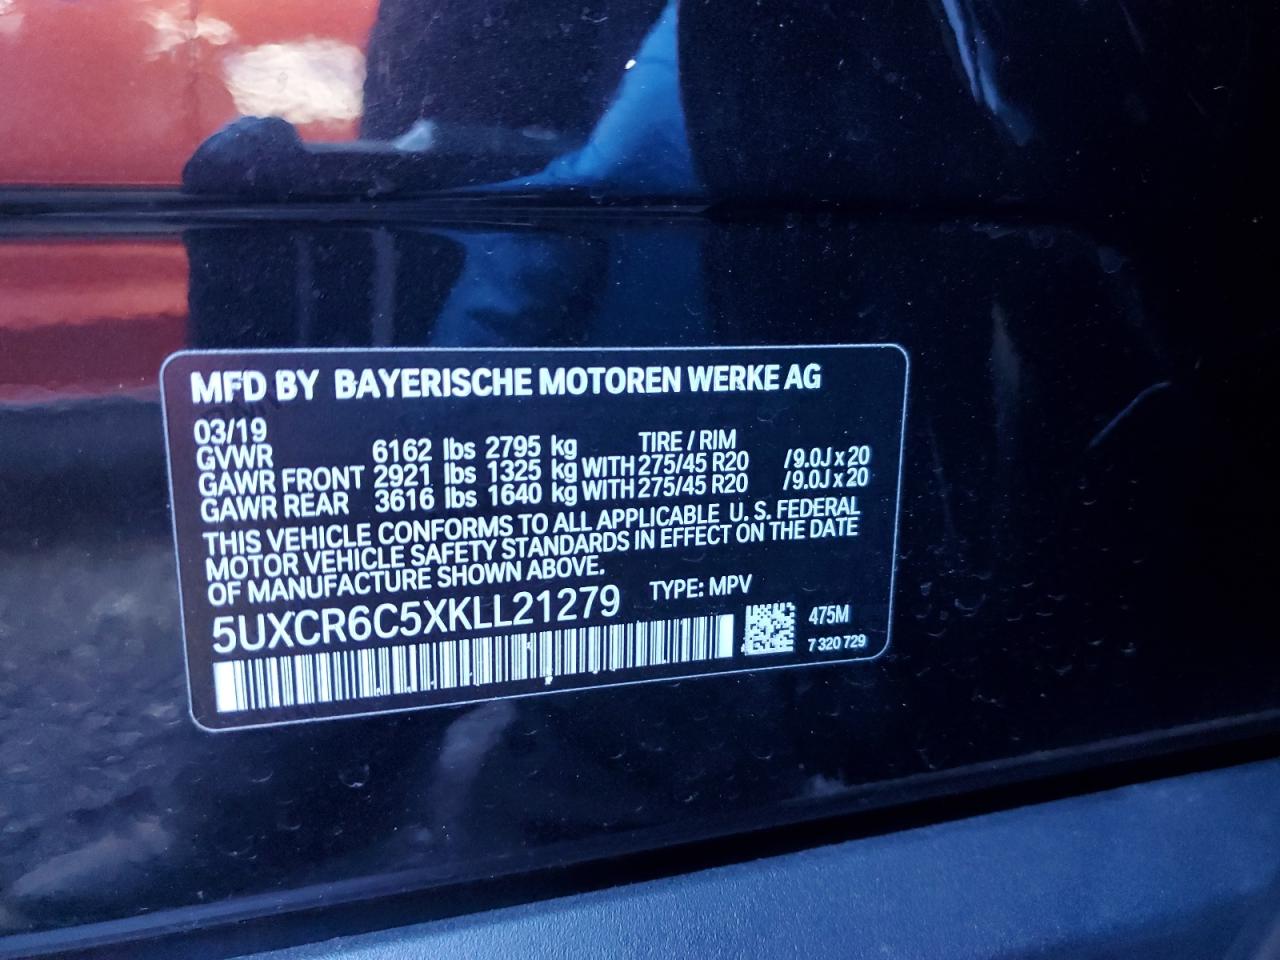 MFD BY BAYERISCHE MOTOREN WERKE AG
03/19
GVWR 6162 lbs 2795 kg TIRE / RIM
GAWR FRONT 2921 lbs 1325 kg WITH 275/45 R20 /9.0J x 20
GAWR REAR 3616 lbs 1640 kg WITH 275/45 R20 /9.0J x 20
THIS VEHICLE CONFORMS TO ALL APPLICABLE U. S. FEDERAL
MOTOR VEHICLE SAFETY STANDARDS IN EFFECT ON THE DATE
OF MANUFACTURE SHOWN ABOVE.
5UXCR6C5XKLL21279 TYPE: MPV
475M
7 320 729